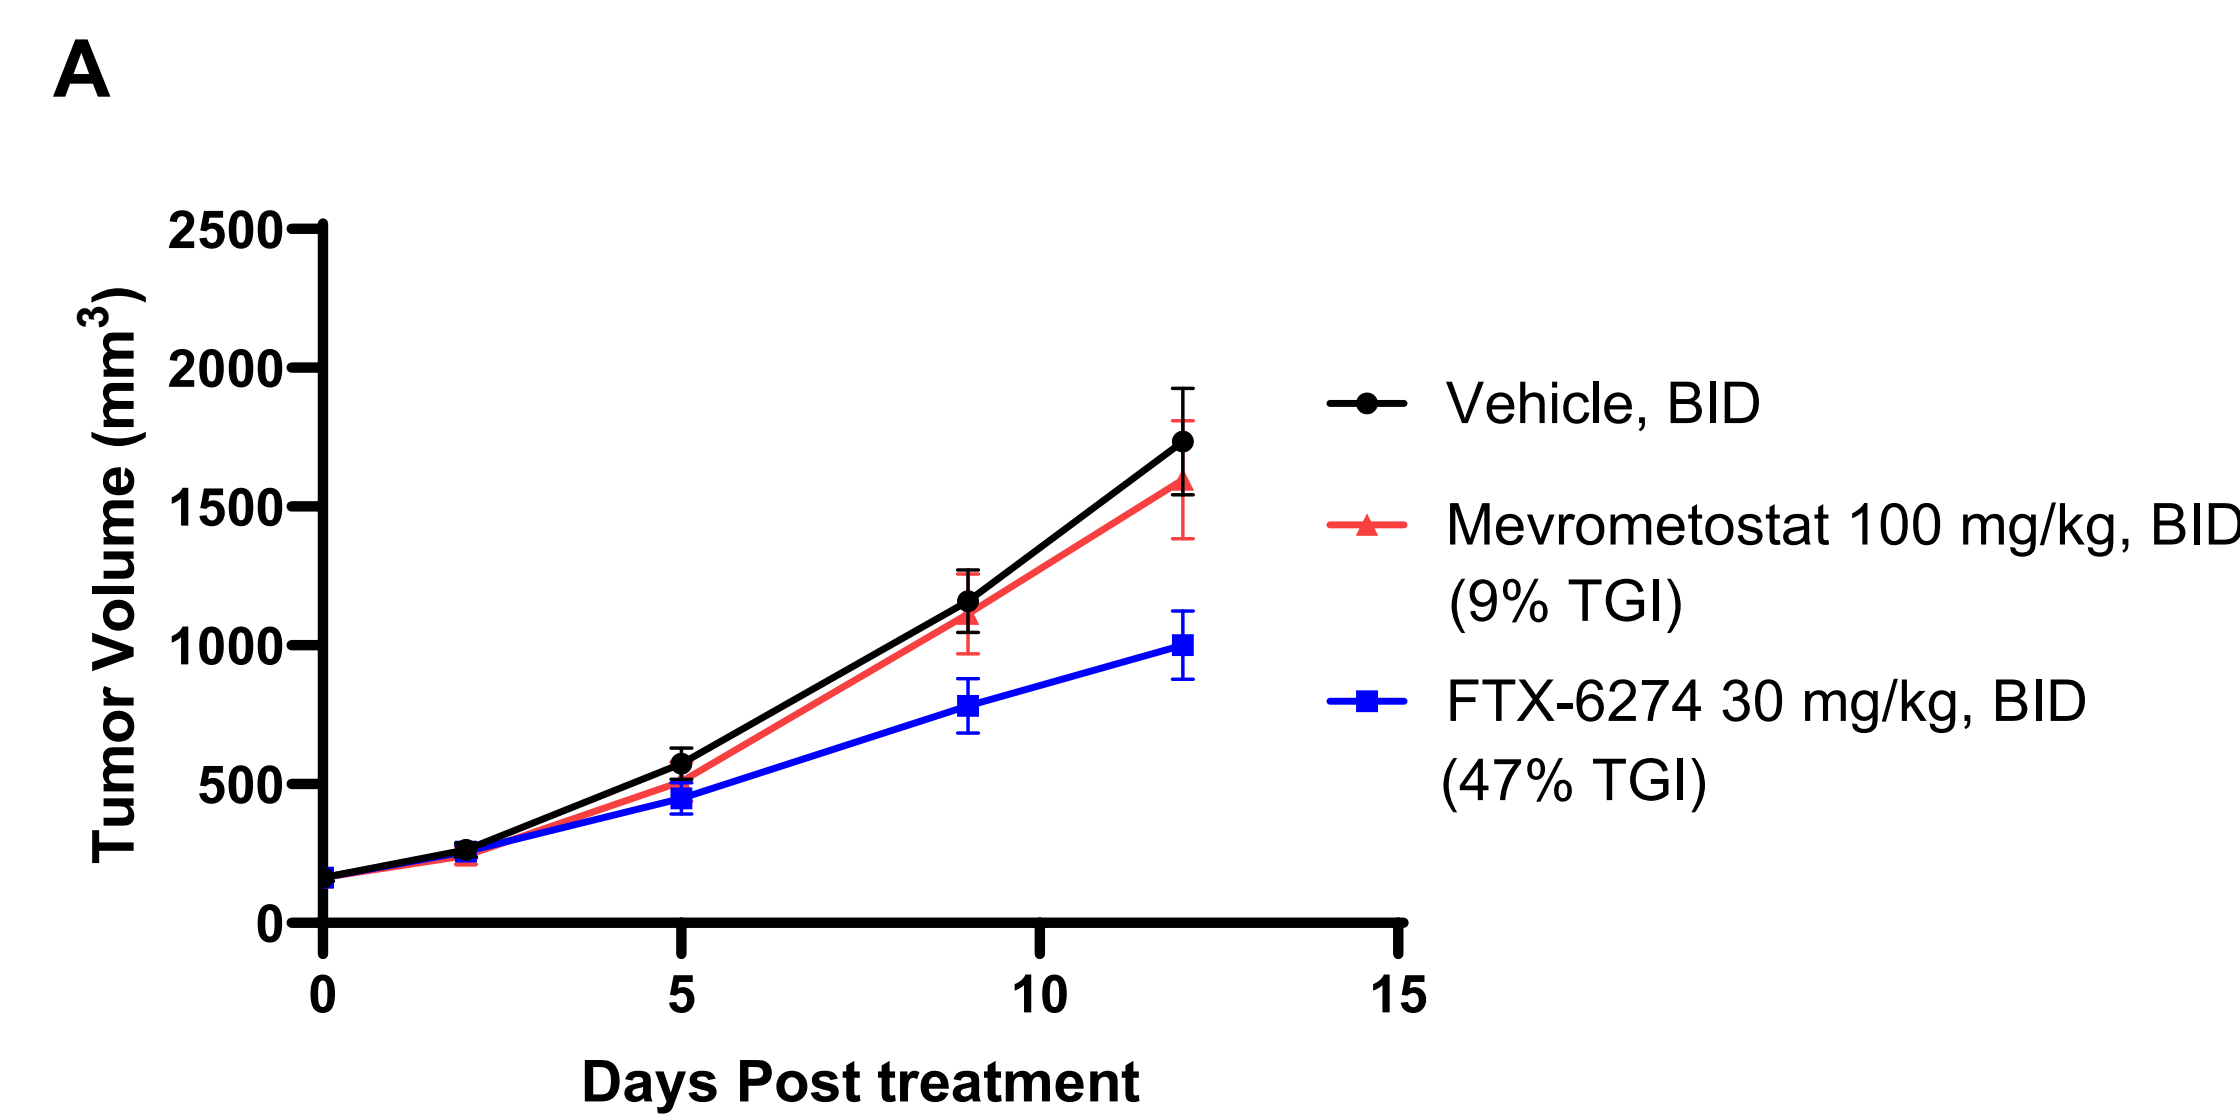 A
2500
2000
1500
1000
500
0
Tumor Volume (mm³)
0 5 10 15
Days Post treatment
Vehicle, BID
Mevrometostat 100 mg/kg, BID
(9% TGI)
FTX-6274 30 mg/kg, BID
(47% TGI)